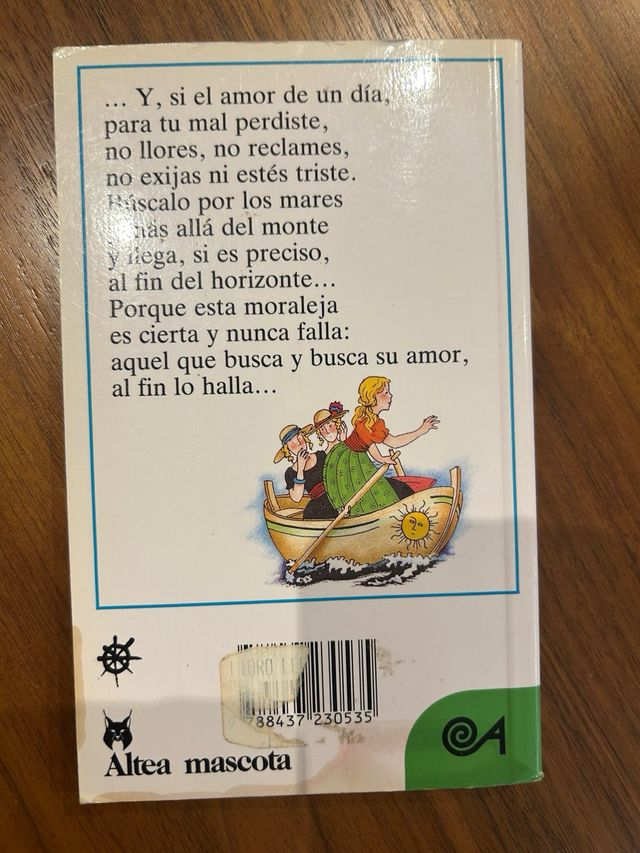 ... Y, si el amor de un día,
para tu mal perdiste,
no llores, no reclames,
no exijas ni estés triste.
Búscalo por los mares
más allá del monte
y llega, si es preciso,
al fin del horizonte...
Porque esta moraleja
es cierta y nunca falla:
aquel que busca y busca su amor,
al fin lo halla...
788437 230535
A
Altea mascota